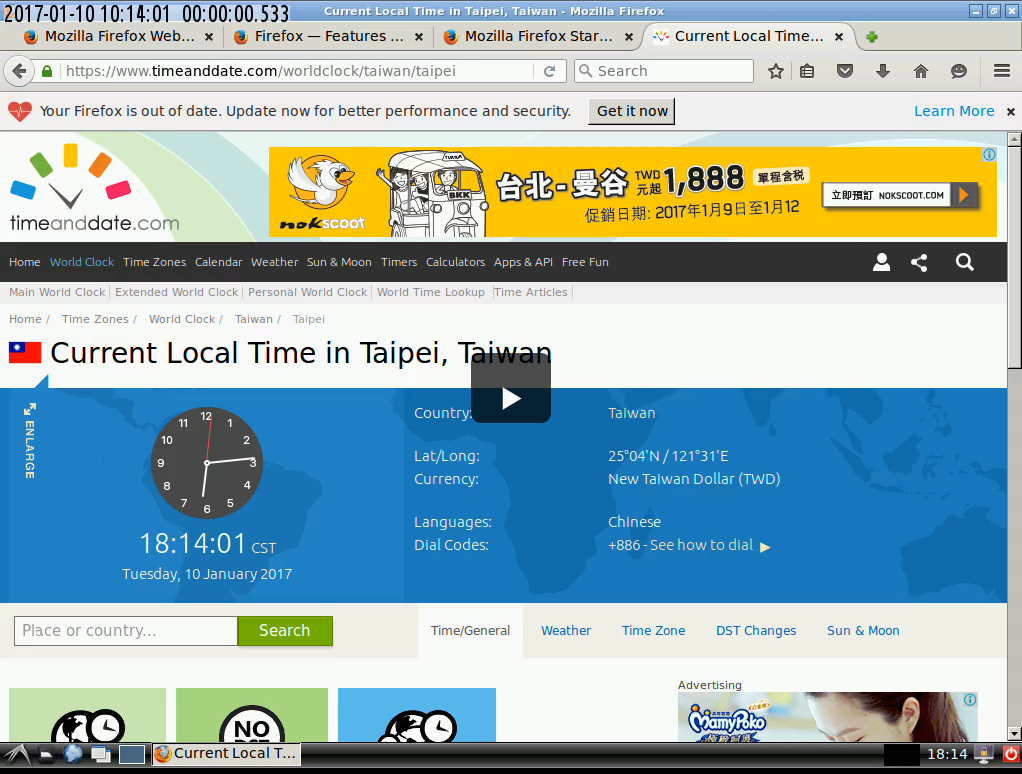 2017-01-10 10:14:01 00:00:00.533
Current Local Time in Taipei, Taiwan - Mozilla Firefox
Mozilla Firefox Web...
Firefox — Features ...
Mozilla Firefox Star...
Current Local Time...
https://www.timeanddate.com/worldclock/taiwan/taipei
Search
Your Firefox is out of date. Update now for better performance and security.
Get it now
Learn More
timeanddate.com
nokscoot
TUKTUK
BKK
台北-曼谷 TWD元起 1,888 單程含稅
促銷日期: 2017年1月9日至1月12
立即預訂 NOKSCOOT.COM
Home World Clock Time Zones Calendar Weather Sun & Moon Timers Calculators Apps & API Free Fun
Main World Clock Extended World Clock Personal World Clock World Time Lookup Time Articles
Home / Time Zones / World Clock / Taiwan / Taipei
Current Local Time in Taipei, Taiwan
ENLARGE
12 1 2 3 4 5 6 7 8 9 10 11
18:14:01 CST
Tuesday, 10 January 2017
Country: Taiwan
Lat/Long: 25°04'N / 121°31'E
Currency: New Taiwan Dollar (TWD)
Languages: Chinese
Dial Codes: +886 - See how to dial ►
Place or country...
Search
Time/General
Weather
Time Zone
DST Changes
Sun & Moon
Advertising
NO
MamyPoko
Current Local T...
18:14